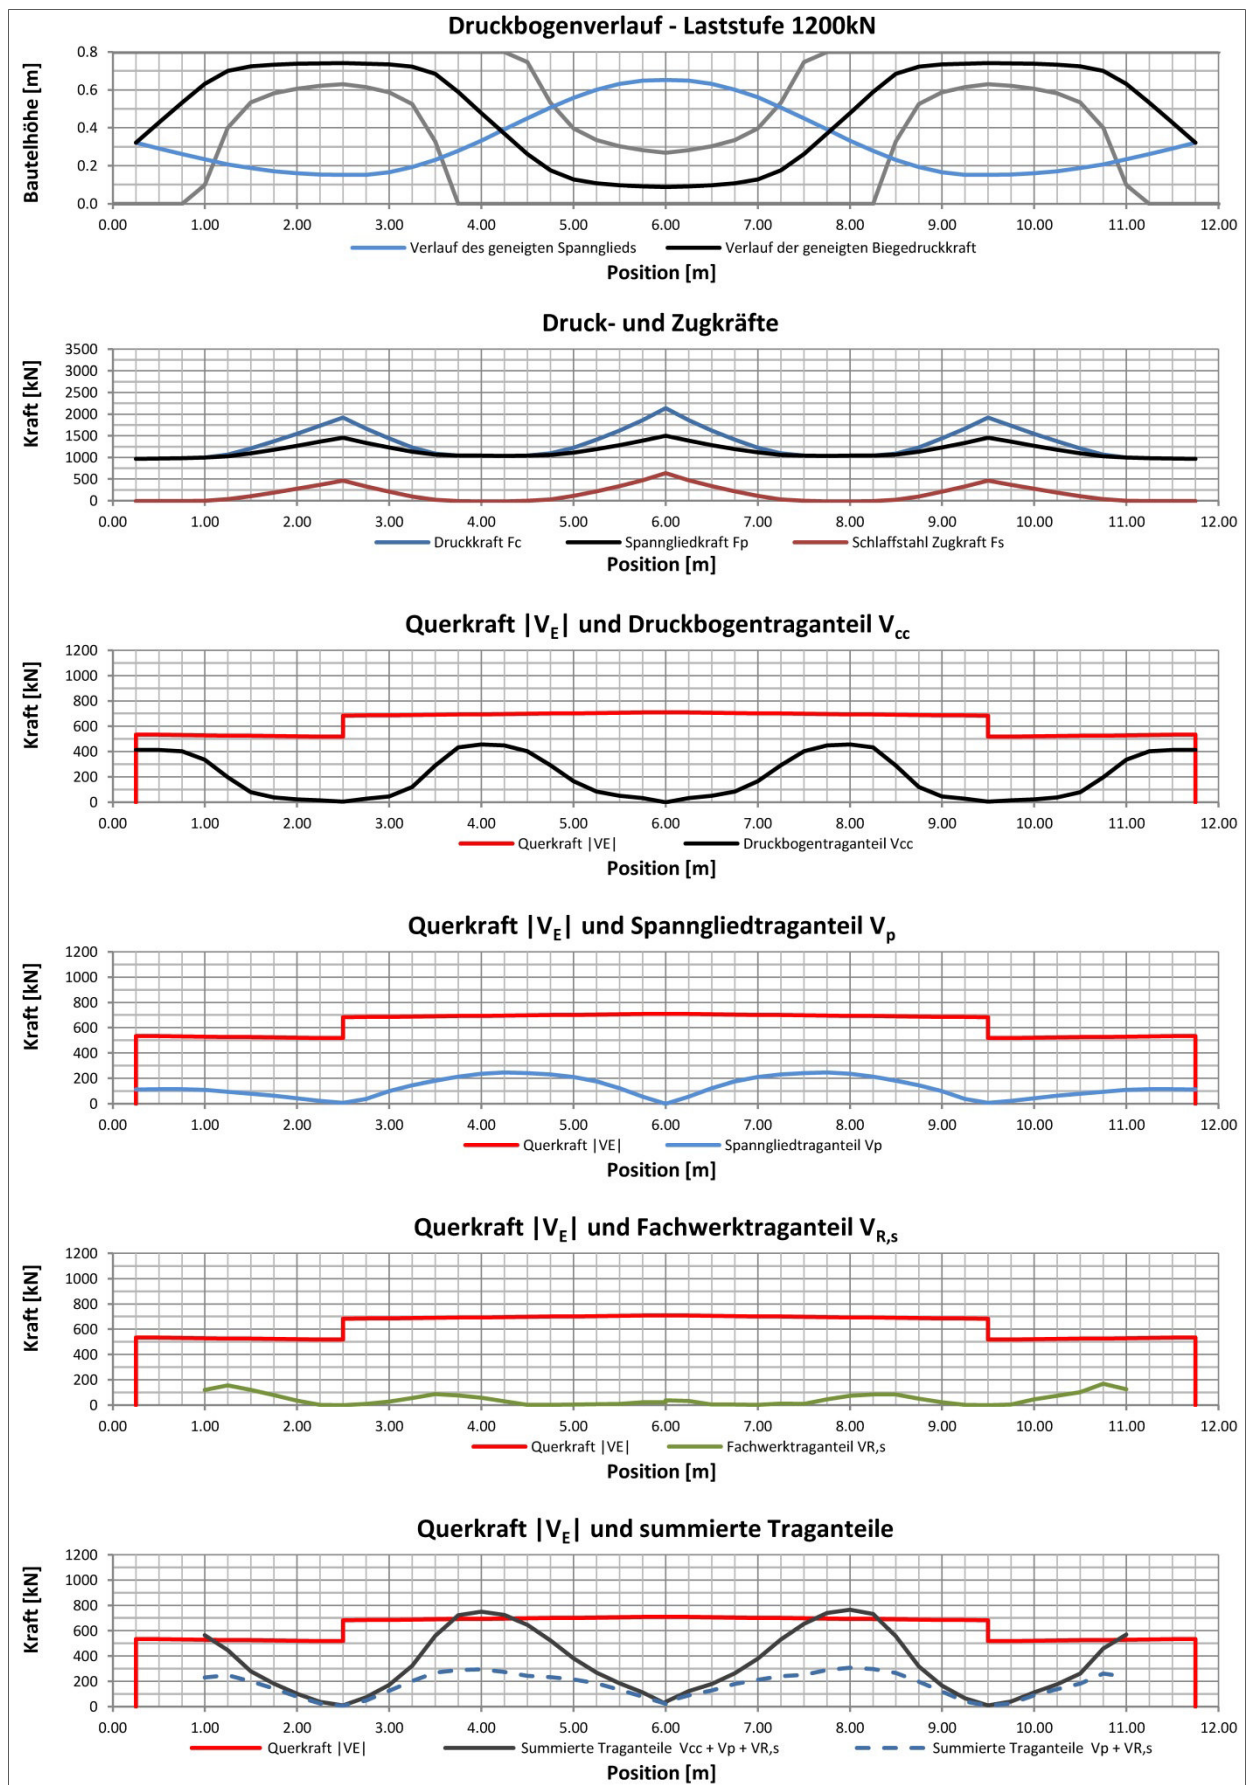 Druckbogenverlauf - Laststufe 1200kN
Bautelhöhe [m]
0.8
0.6
0.4
0.2
0.0
0.00 1.00 2.00 3.00 4.00 5.00 6.00 7.00 8.00 9.00 10.00 11.00 12.00
Verlauf des geneigten Spannglieds Verlauf der geneigten Biegedruckkraft
Position [m]
Druck- und Zugkräfte
Kraft [kN]
3500
3000
2500
2000
1500
1000
500
0
0.00 1.00 2.00 3.00 4.00 5.00 6.00 7.00 8.00 9.00 10.00 11.00 12.00
Druckkraft Fc Spanngliedkraft Fp Schlaffstahl Zugkraft Fs
Position [m]
Querkraft |V_E| und Druckbogentraganteil V_cc
Kraft [kN]
1200
1000
800
600
400
200
0
0.00 1.00 2.00 3.00 4.00 5.00 6.00 7.00 8.00 9.00 10.00 11.00 12.00
Querkraft |VE| Druckbogentraganteil Vcc
Position [m]
Querkraft |V_E| und Spanngliedtraganteil V_p
Kraft [kN]
1200
1000
800
600
400
200
0
0.00 1.00 2.00 3.00 4.00 5.00 6.00 7.00 8.00 9.00 10.00 11.00 12.00
Querkraft |VE| Spanngliedtraganteil Vp
Position [m]
Querkraft |V_E| und Fachwerktraganteil V_R,s
Kraft [kN]
1200
1000
800
600
400
200
0
0.00 1.00 2.00 3.00 4.00 5.00 6.00 7.00 8.00 9.00 10.00 11.00 12.00
Querkraft |VE| Fachwerktraganteil VR,s
Position [m]
Querkraft |V_E| und summierte Traganteile
Kraft [kN]
1200
1000
800
600
400
200
0
0.00 1.00 2.00 3.00 4.00 5.00 6.00 7.00 8.00 9.00 10.00 11.00 12.00
Querkraft |VE| Summierte Traganteile Vcc + Vp + VR,s Summierte Traganteile Vp + VR,s
Position [m]